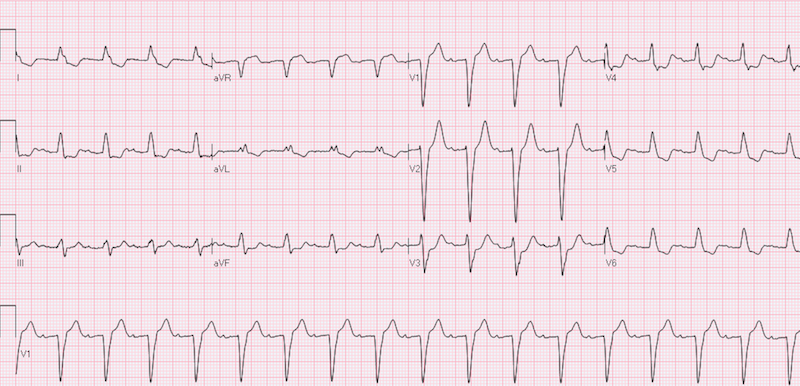 I aVR V1 V4
II aVL V2 V5
III aVF V3 V6
V1